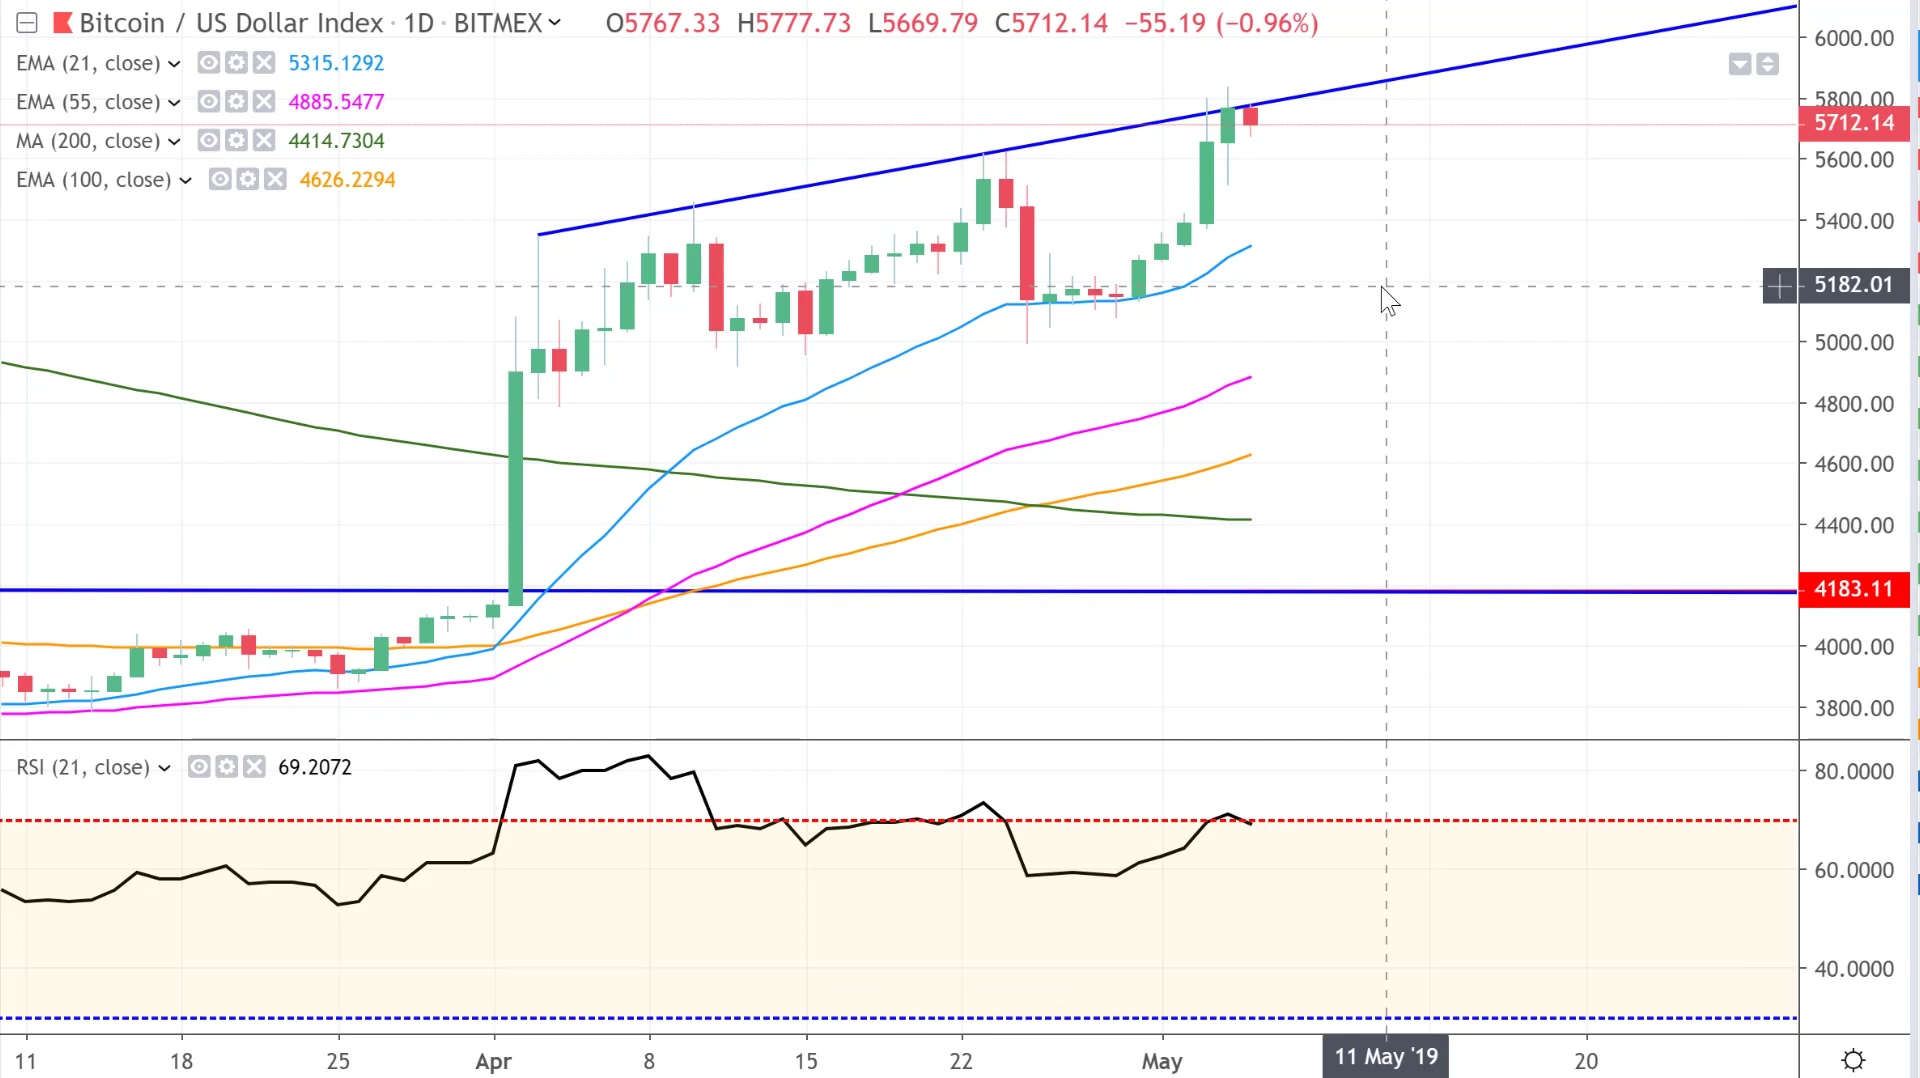 Bitcoin / US Dollar Index · 1D · BITMEX O5767.33 H5777.73 L5669.79 C5712.14 −55.19 (−0.96%)
EMA (21, close) 5315.1292
EMA (55, close) 4885.5477
MA (200, close) 4414.7304
EMA (100, close) 4626.2294
6000.00
5800.00
5712.14
5600.00
5400.00
5182.01
5000.00
4800.00
4600.00
4400.00
4183.11
4000.00
3800.00
RSI (21, close) 69.2072
80.0000
60.0000
40.0000
11 18 25 Apr 8 15 22 May 11 May '19 20